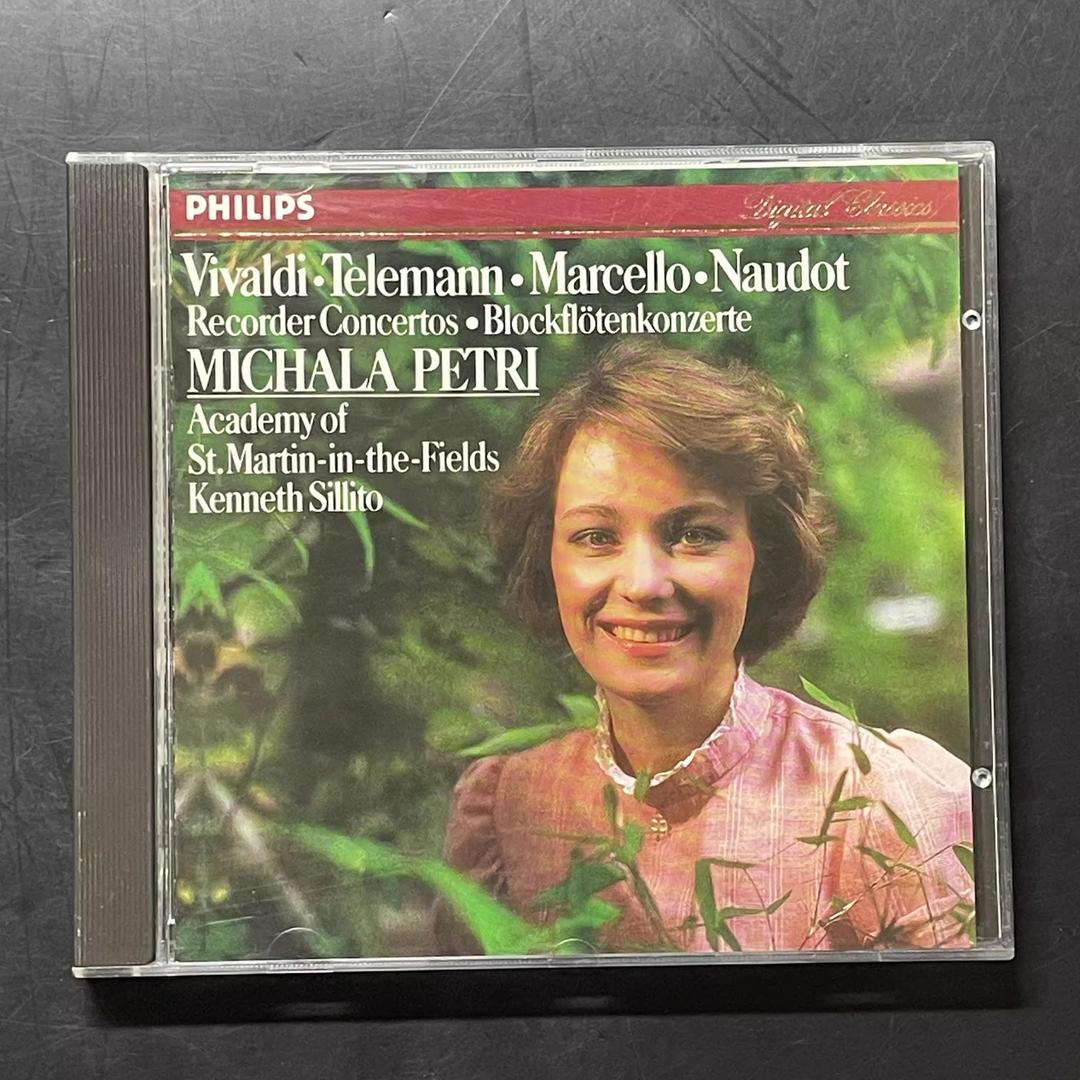 PHILIPS
Digital Classics
Vivaldi • Telemann • Marcello • Naudot
Recorder Concertos • Blockflötenkonzerte
MICHALA PETRI
Academy of
St. Martin-in-the-Fields
Kenneth Sillito